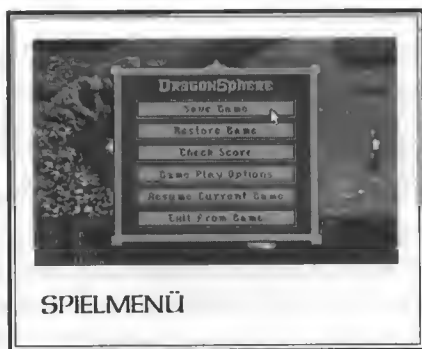 DRAGONSPHERE
Save Game
Restore Game
Check Score
Game Play Options
Resume Current Game
Exit From Game
SPIELMENÜ